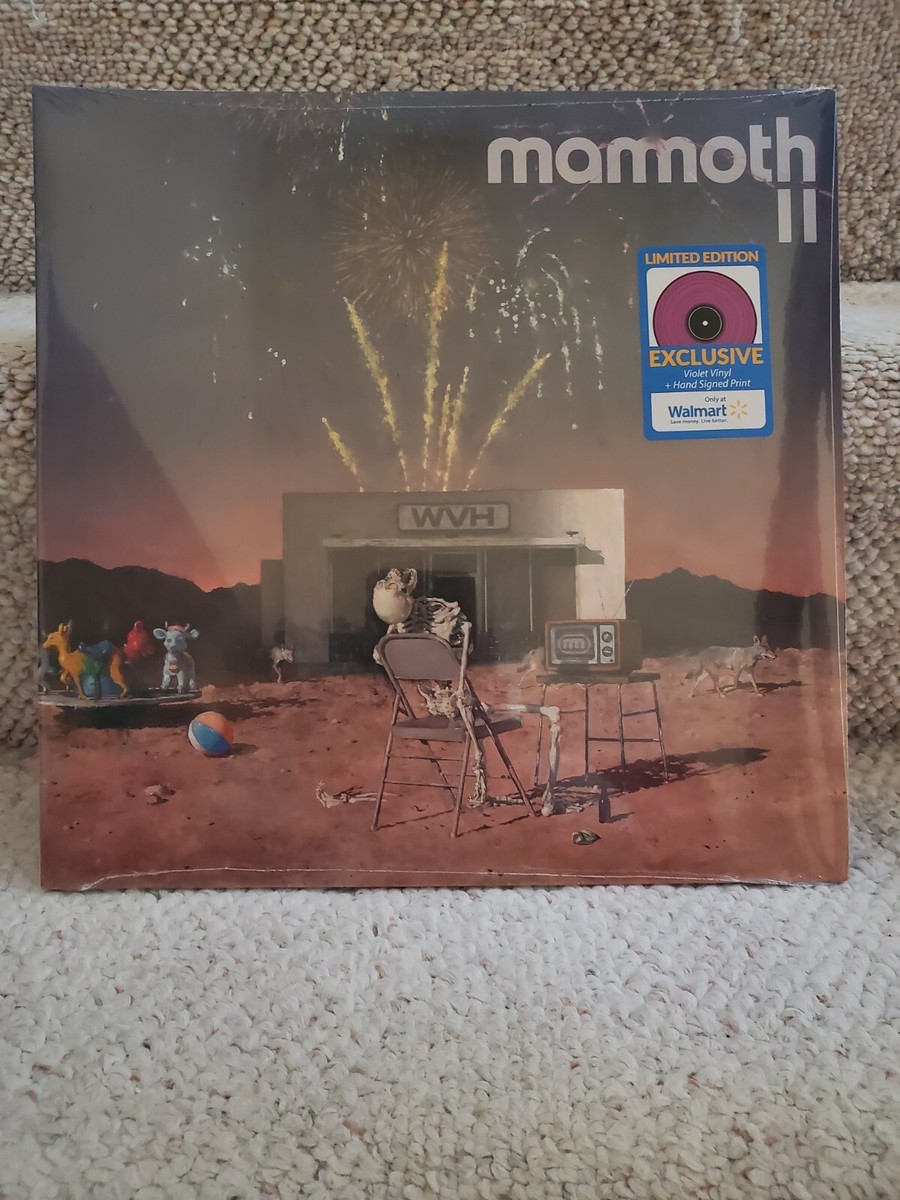 mammoth
II
LIMITED EDITION
EXCLUSIVE
Violet Vinyl
+ Hand Signed Print
Only at
Walmart
Save money. Live better.
WVH
m